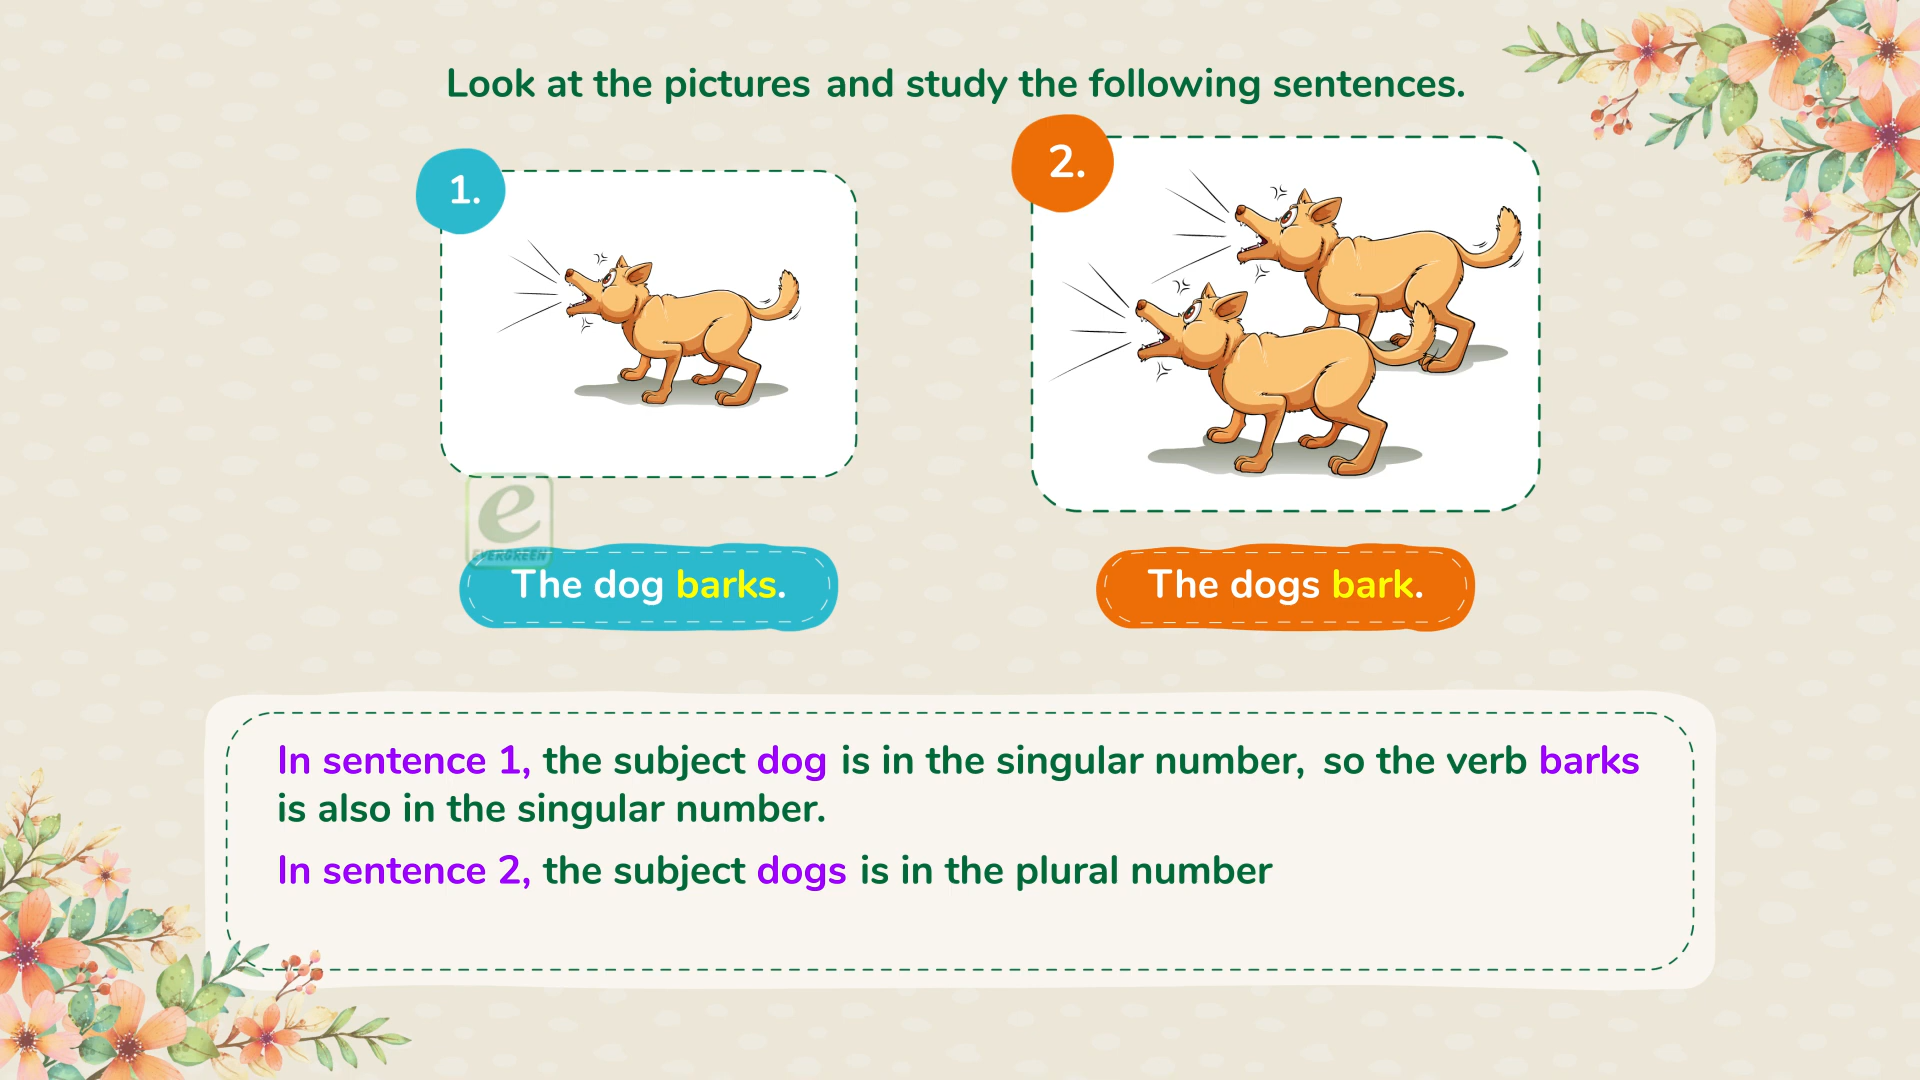 Look at the pictures and study the following sentences.
1.
2.
e
EVERGREEN
The dog barks.
The dogs bark.
In sentence 1, the subject dog is in the singular number, so the verb barks
is also in the singular number.
In sentence 2, the subject dogs is in the plural number